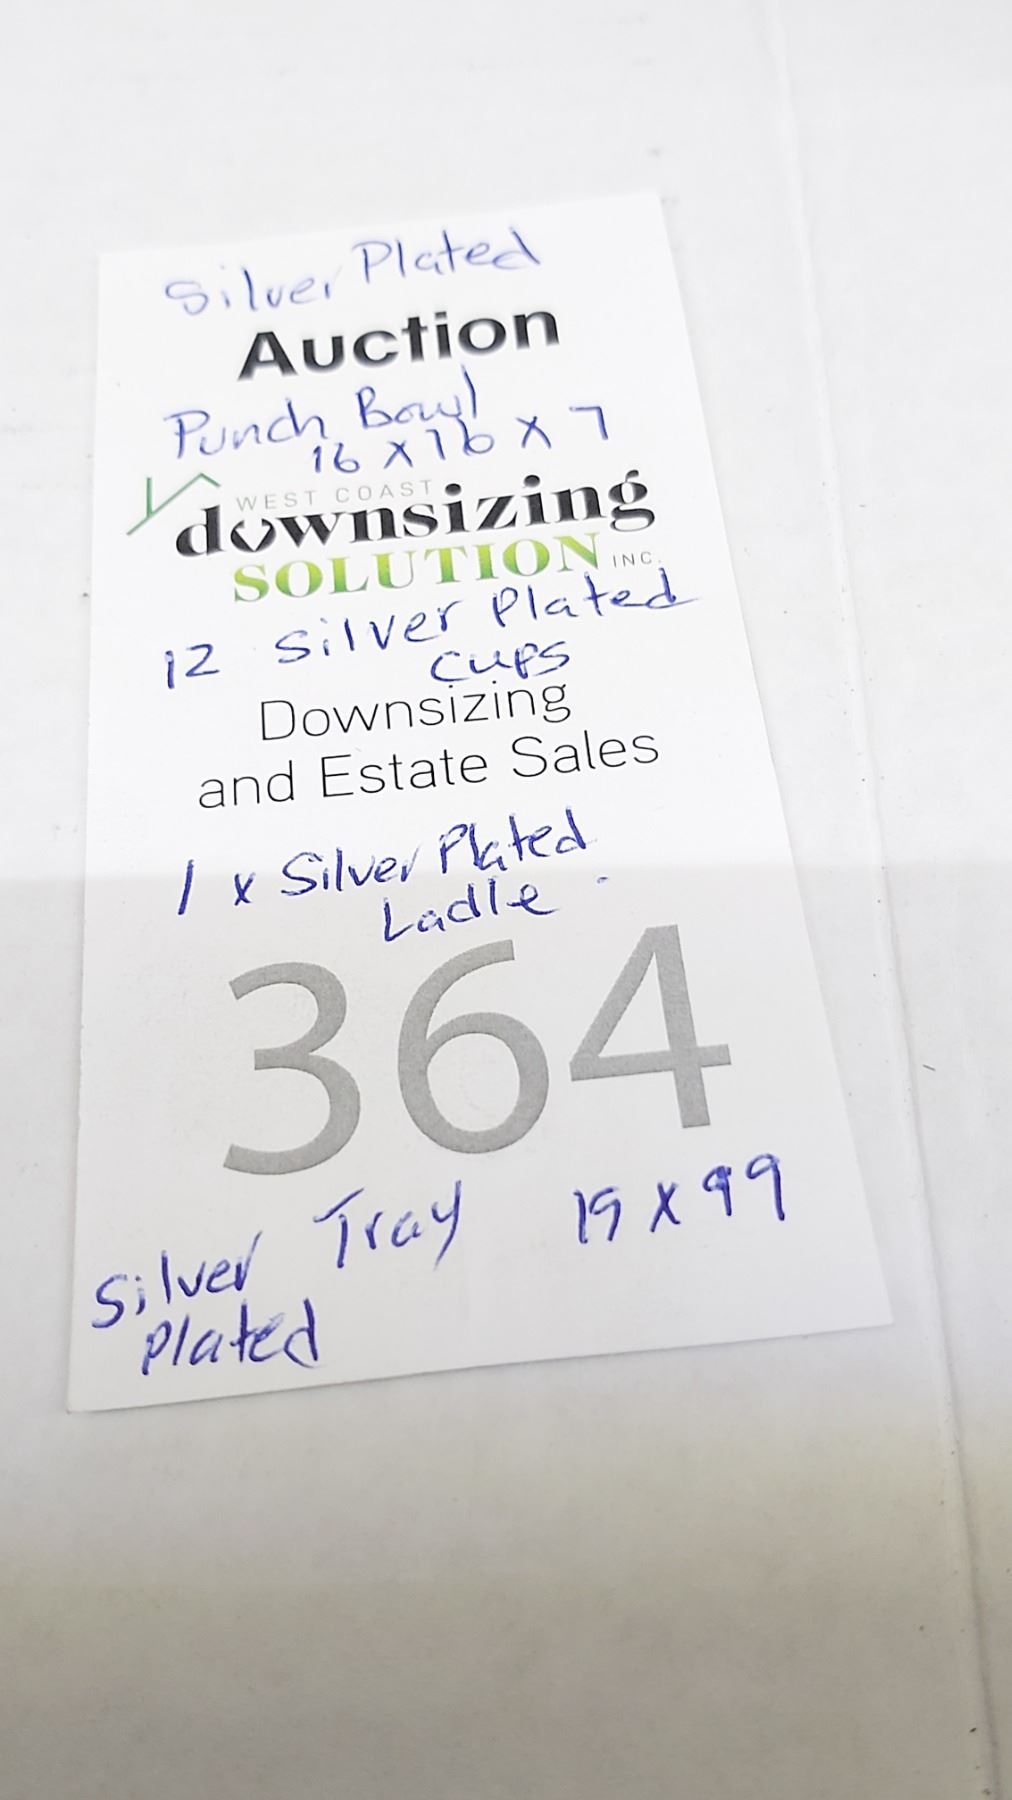 Silver Plated
Auction
Punch Bowl
16 x 16 x 7
WEST COAST
downsizing
SOLUTION INC.
12 Silver Plated
cups
Downsizing
and Estate Sales
1 x Silver Plated
Ladle
364
Silver Tray 19 x 99
Plated